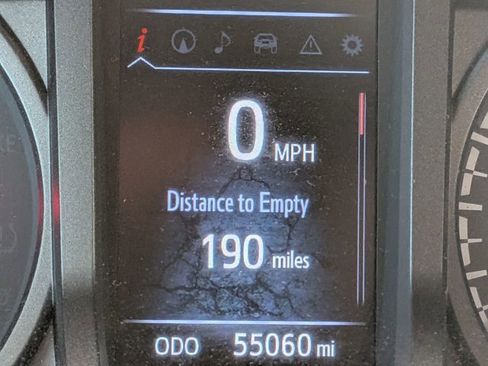 i
0 MPH
Distance to Empty
190 miles
ODO 55060 mi